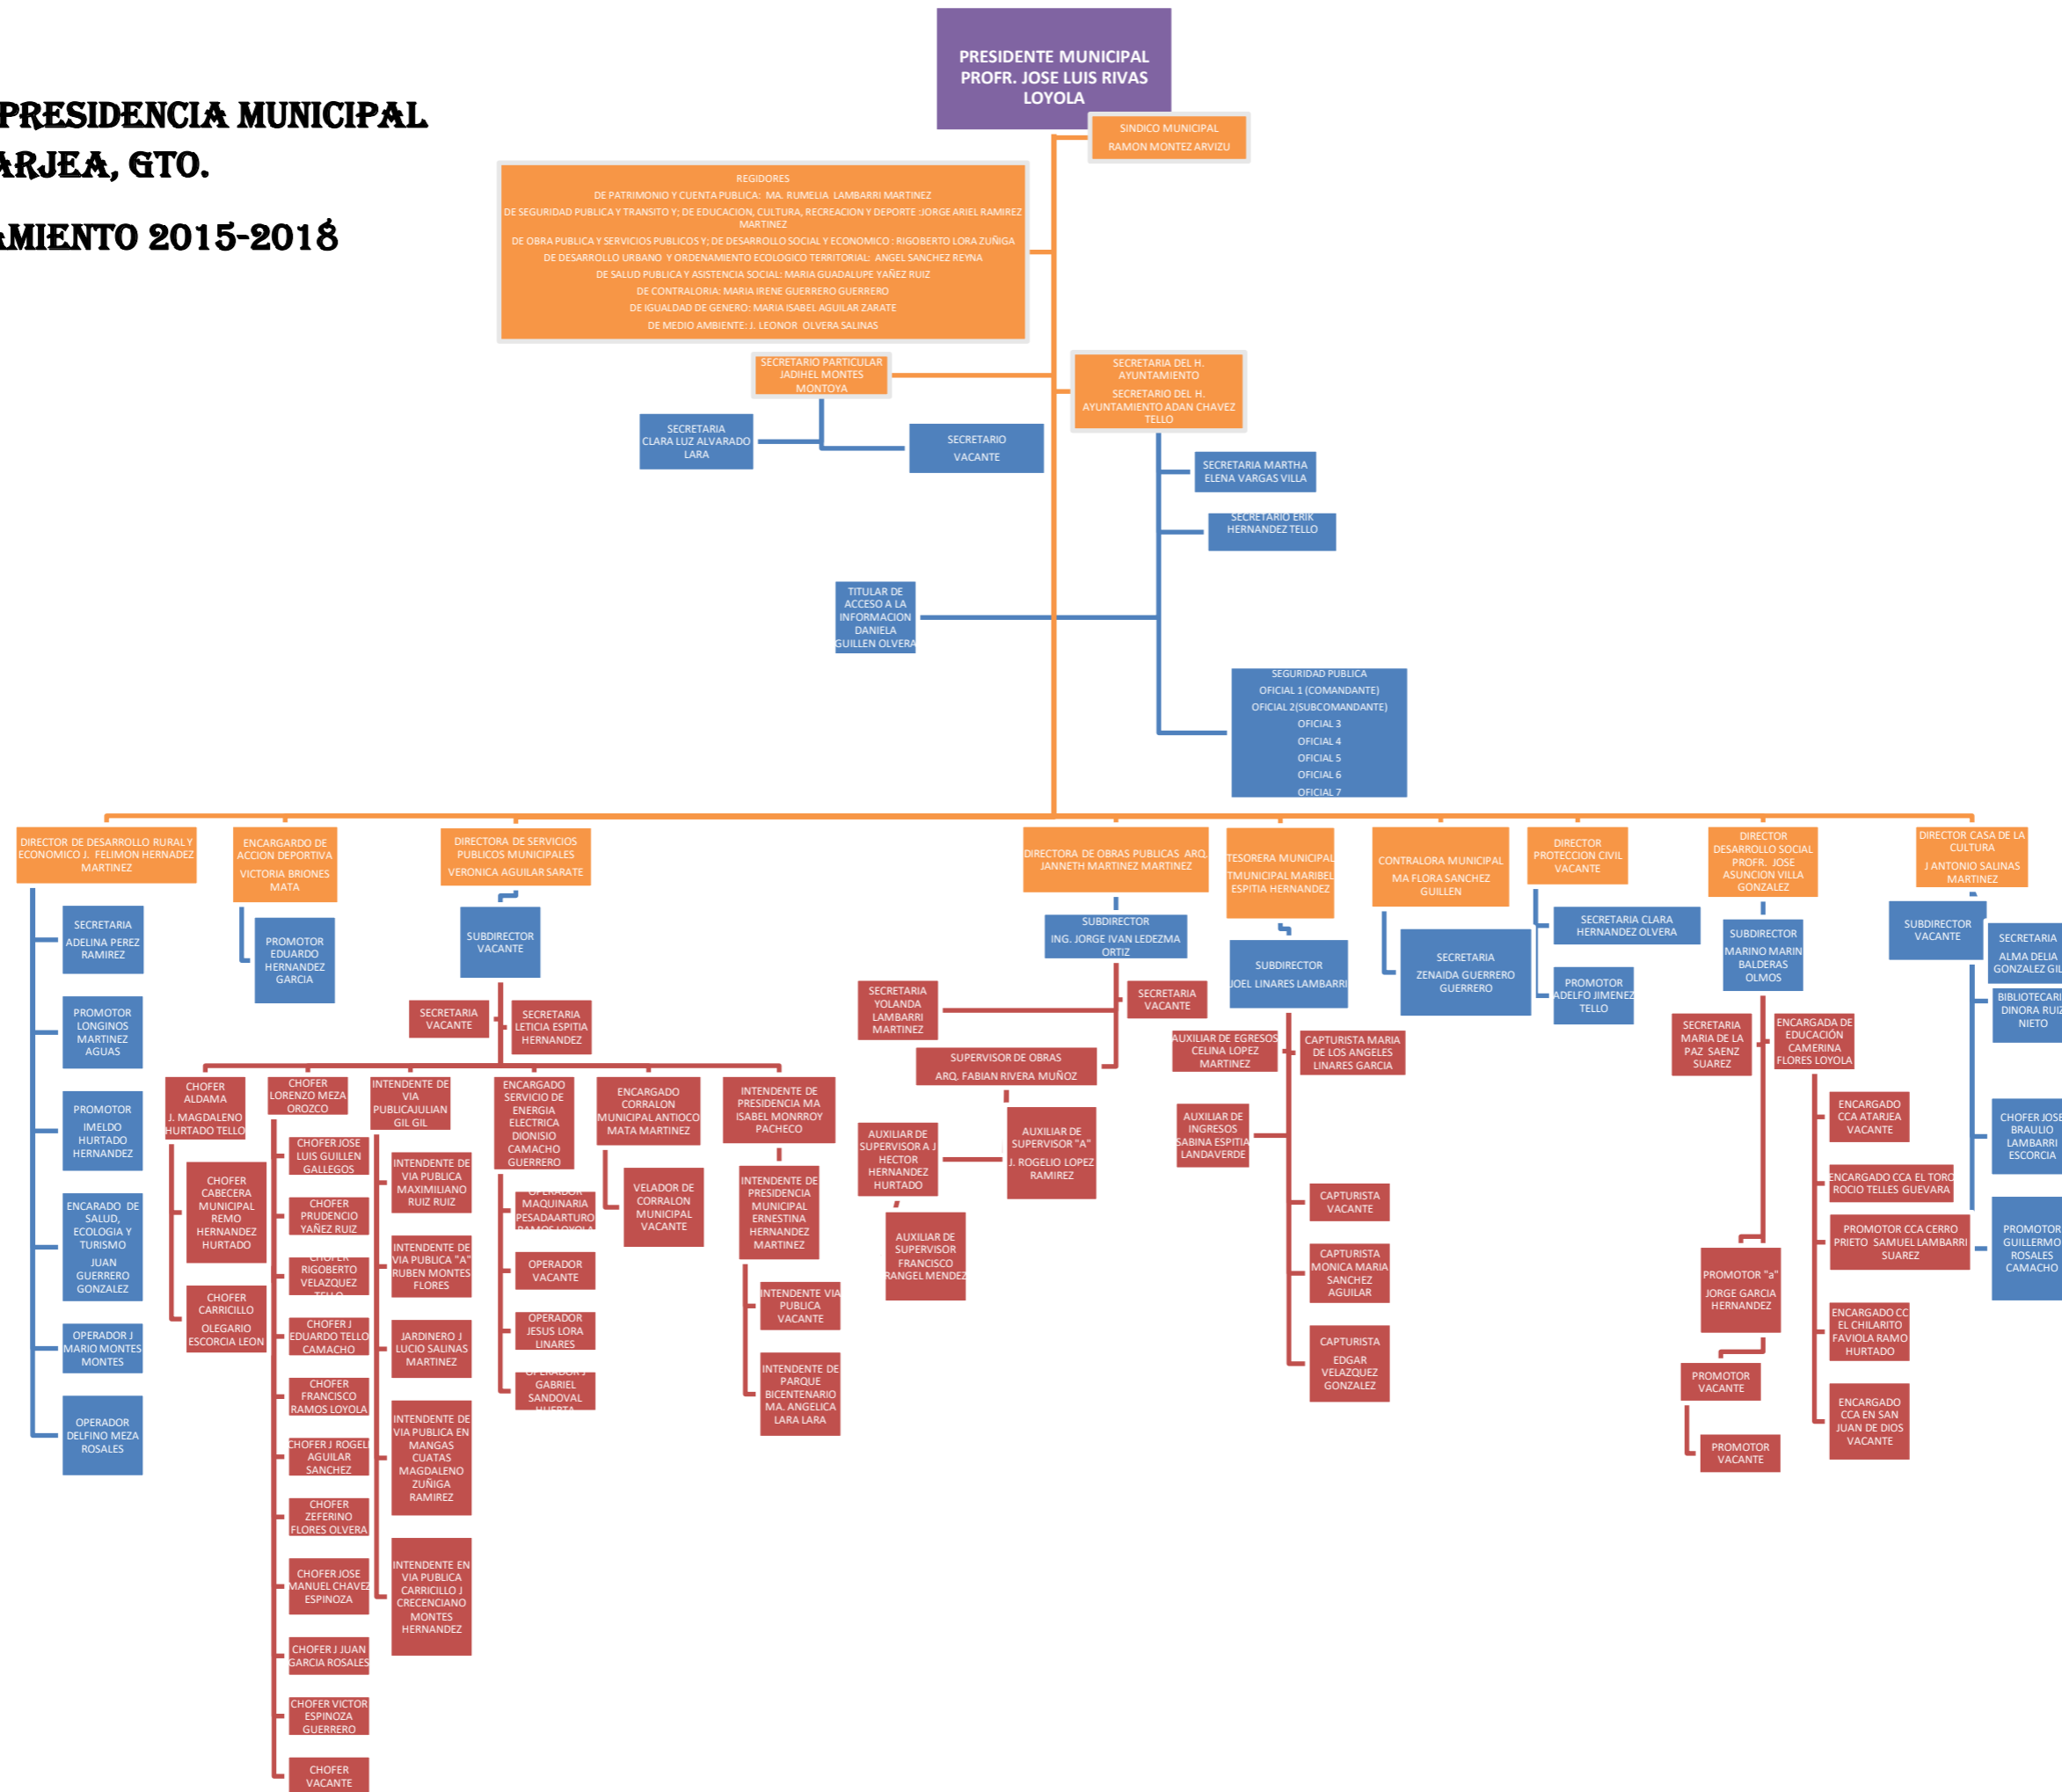 PRESIDENCIA MUNICIPAL
ARJEA, GTO.
AMIENTO 2015-2018
PRESIDENTE MUNICIPAL
PROFR. JOSE LUIS RIVAS
LOYOLA
SINDICO MUNICIPAL
RAMON MONTEZ ARVIZU
REGIDORES
DE PATRIMONIO Y CUENTA PUBLICA: MA. RUMELIA LAMBARRI MARTINEZ
DE SEGURIDAD PUBLICA Y TRANSITO Y; DE EDUCACION, CULTURA, RECREACION Y DEPORTE :JORGE ARIEL RAMIREZ
MARTINEZ
DE OBRA PUBLICA Y SERVICIOS PUBLICOS Y; DE DESARROLLO SOCIAL Y ECONOMICO : RIGOBERTO LORA ZUÑIGA
DE DESARROLLO URBANO Y ORDENAMIENTO ECOLOGICO TERRITORIAL: ANGEL SANCHEZ REYNA
DE SALUD PUBLICA Y ASISTENCIA SOCIAL: MARIA GUADALUPE YAÑEZ RUIZ
DE CONTRALORIA: MARIA IRENE GUERRERO GUERRERO
DE IGUALDAD DE GENERO: MARIA ISABEL AGUILAR ZARATE
DE MEDIO AMBIENTE: J. LEONOR OLVERA SALINAS
SECRETARIO PARTICULAR
JADIHEL MONTES
MONTOYA
SECRETARIA DEL H.
AYUNTAMIENTO
SECRETARIO DEL H.
AYUNTAMIENTO ADAN CHAVEZ
TELLO
SECRETARIA
CLARA LUZ ALVARADO
LARA
SECRETARIO
VACANTE
SECRETARIA MARTHA
ELENA VARGAS VILLA
SECRETARIO ERIK
HERNANDEZ TELLO
TITULAR DE
ACCESO A LA
INFORMACION
DANIELA
GUILLEN OLVERA
SEGURIDAD PUBLICA
OFICIAL 1 (COMANDANTE)
OFICIAL 2(SUBCOMANDANTE)
OFICIAL 3
OFICIAL 4
OFICIAL 5
OFICIAL 6
OFICIAL 7
DIRECTOR DE DESARROLLO RURAL Y
ECONOMICO J. FELIMON HERNADEZ
MARTINEZ
ENCARGARDO DE
ACCION DEPORTIVA
VICTORIA BRIONES
MATA
DIRECTORA DE SERVICIOS
PUBLICOS MUNICIPALES
VERONICA AGUILAR SARATE
DIRECTORA DE OBRAS PUBLICAS ARQ.
JANNETH MARTINEZ MARTINEZ
TESORERA MUNICIPAL
TMUNICIPAL MARIBEL
ESPITIA HERNANDEZ
CONTRALORA MUNICIPAL
MA FLORA SANCHEZ
GUILLEN
DIRECTOR
PROTECCION CIVIL
VACANTE
DIRECTOR
DESARROLLO SOCIAL
PROFR. JOSE
ASUNCION VILLA
GONZALEZ
DIRECTOR CASA DE LA
CULTURA
J ANTONIO SALINAS
MARTINEZ
SECRETARIA
ADELINA PEREZ
RAMIREZ
PROMOTOR
LONGINOS
MARTINEZ
AGUAS
PROMOTOR
IMELDO
HURTADO
HERNANDEZ
ENCARADO DE
SALUD,
ECOLOGIA Y
TURISMO
JUAN
GUERRERO
GONZALEZ
OPERADOR J
MARIO MONTES
MONTES
OPERADOR
DELFINO MEZA
ROSALES
PROMOTOR
EDUARDO
HERNANDEZ
GARCIA
SUBDIRECTOR
VACANTE
SECRETARIA
VACANTE
SECRETARIA
LETICIA ESPITIA
HERNANDEZ
CHOFER
ALDAMA
J. MAGDALENO
HURTADO TELLO
CHOFER
CABECERA
MUNICIPAL
REMO
HERNANDEZ
HURTADO
CHOFER
CARRICILLO
OLEGARIO
ESCORCIA LEON
CHOFER
LORENZO MEZA
OROZCO
CHOFER JOSE
LUIS GUILLEN
GALLEGOS
CHOFER
PRUDENCIO
YAÑEZ RUIZ
CHOFER
RIGOBERTO
VELAZQUEZ
TELLO
CHOFER J
EDUARDO TELLO
CAMACHO
CHOFER
FRANCISCO
RAMOS LOYOLA
CHOFER J ROGELI
AGUILAR
SANCHEZ
CHOFER
ZEFERINO
FLORES OLVERA
CHOFER JOSE
MANUEL CHAVEZ
ESPINOZA
CHOFER J JUAN
GARCIA ROSALES
CHOFER VICTOR
ESPINOZA
GUERRERO
CHOFER
VACANTE
INTENDENTE DE
VIA
PUBLICAJULIAN
GIL GIL
INTENDENTE DE
VIA PUBLICA
MAXIMILIANO
RUIZ RUIZ
INTENDENTE DE
VIA PUBLICA "A"
RUBEN MONTES
FLORES
JARDINERO J
LUCIO SALINAS
MARTINEZ
INTENDENTE DE
VIA PUBLICA EN
MANGAS
CUATAS
MAGDALENO
ZUÑIGA
RAMIREZ
INTENDENTE EN
VIA PUBLICA
CARRICILLO J
CRECENCIANO
MONTES
HERNANDEZ
ENCARGADO
SERVICIO DE
ENERGIA
ELECTRICA
DIONISIO
CAMACHO
GUERRERO
OPERADOR
MAQUINARIA
PESADAARTURO
RAMOS LOYOLA
OPERADOR
VACANTE
OPERADOR
JESUS LORA
LINARES
OPERADOR J
GABRIEL
SANDOVAL
HUERTA
ENCARGADO
CORRALON
MUNICIPAL ANTIOCO
MATA MARTINEZ
VELADOR DE
CORRALON
MUNICIPAL
VACANTE
INTENDENTE DE
PRESIDENCIA MA
ISABEL MONRROY
PACHECO
INTENDENTE DE
PRESIDENCIA
MUNICIPAL
ERNESTINA
HERNANDEZ
MARTINEZ
INTENDENTE VIA
PUBLICA
VACANTE
INTENDENTE DE
PARQUE
BICENTENARIO
MA. ANGELICA
LARA LARA
SUBDIRECTOR
ING. JORGE IVAN LEDEZMA
ORTIZ
SECRETARIA
YOLANDA
LAMBARRI
MARTINEZ
SECRETARIA
VACANTE
SUPERVISOR DE OBRAS
ARQ. FABIAN RIVERA MUÑOZ
AUXILIAR DE
SUPERVISOR A J
HECTOR
HERNANDEZ
HURTADO
AUXILIAR DE
SUPERVISOR "A"
J. ROGELIO LOPEZ
RAMIREZ
AUXILIAR DE
SUPERVISOR
FRANCISCO
RANGEL MENDEZ
SUBDIRECTOR
JOEL LINARES LAMBARRI
AUXILIAR DE EGRESOS
CELINA LOPEZ
MARTINEZ
CAPTURISTA MARIA
DE LOS ANGELES
LINARES GARCIA
AUXILIAR DE
INGRESOS
SABINA ESPITIA
LANDAVERDE
CAPTURISTA
VACANTE
CAPTURISTA
MONICA MARIA
SANCHEZ
AGUILAR
CAPTURISTA
EDGAR
VELAZQUEZ
GONZALEZ
SECRETARIA
ZENAIDA GUERRERO
GUERRERO
SECRETARIA CLARA
HERNANDEZ OLVERA
PROMOTOR
ADELFO JIMENEZ
TELLO
SUBDIRECTOR
MARINO MARIN
BALDERAS
OLMOS
SECRETARIA
MARIA DE LA
PAZ SAENZ
SUAREZ
ENCARGADA DE
EDUCACIÓN
CAMERINA
FLORES LOYOLA
ENCARGADO
CCA ATARJEA
VACANTE
ENCARGADO CCA EL TORO
ROCIO TELLES GUEVARA
PROMOTOR CCA CERRO
PRIETO SAMUEL LAMBARRI
SUAREZ
ENCARGADO CC
EL CHILARITO
FAVIOLA RAMO
HURTADO
ENCARGADO
CCA EN SAN
JUAN DE DIOS
VACANTE
PROMOTOR "a"
JORGE GARCIA
HERNANDEZ
PROMOTOR
VACANTE
PROMOTOR
VACANTE
SUBDIRECTOR
VACANTE
SECRETARIA
ALMA DELIA
GONZALEZ GIL
BIBLIOTECARI
DINORA RUIZ
NIETO
CHOFER JOSE
BRAULIO
LAMBARRI
ESCORCIA
PROMOTOR
GUILLERMO
ROSALES
CAMACHO